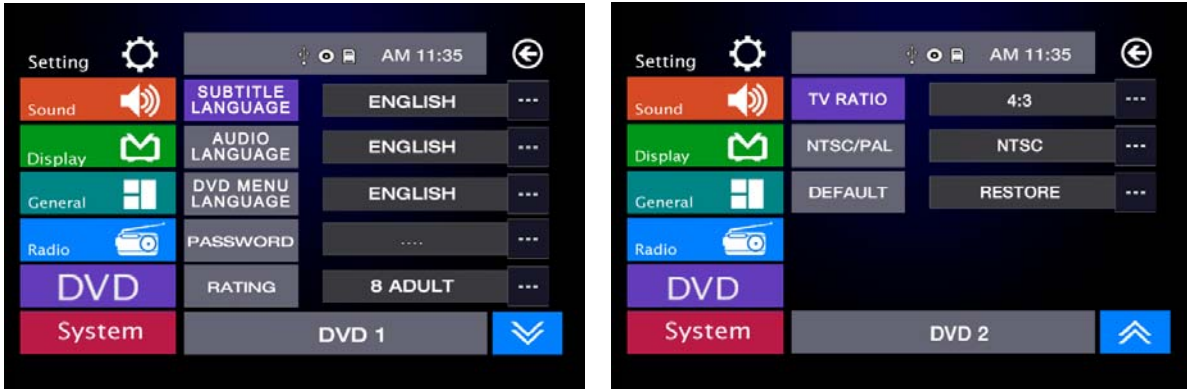 Setting
AM 11:35
Sound
SUBTITLE
LANGUAGE
ENGLISH
---
Display
AUDIO
LANGUAGE
ENGLISH
---
General
DVD MENU
LANGUAGE
ENGLISH
---
Radio
PASSWORD
....
---
DVD
RATING
8 ADULT
---
System
DVD 1
Setting
AM 11:35
Sound
TV RATIO
4:3
---
Display
NTSC/PAL
NTSC
---
General
DEFAULT
RESTORE
---
Radio
DVD
System
DVD 2